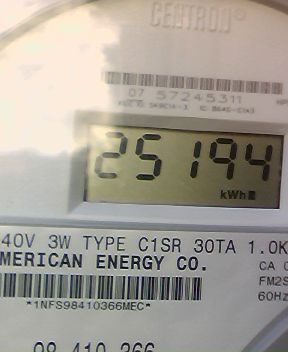 CENTRON®
07 57245311
25194
kWh
40V 3W TYPE C1SR 30TA 1.0K
MERICAN ENERGY CO.
CA 0
FM2S
60Hz
*1NFS98410366MEC*
98 410 366